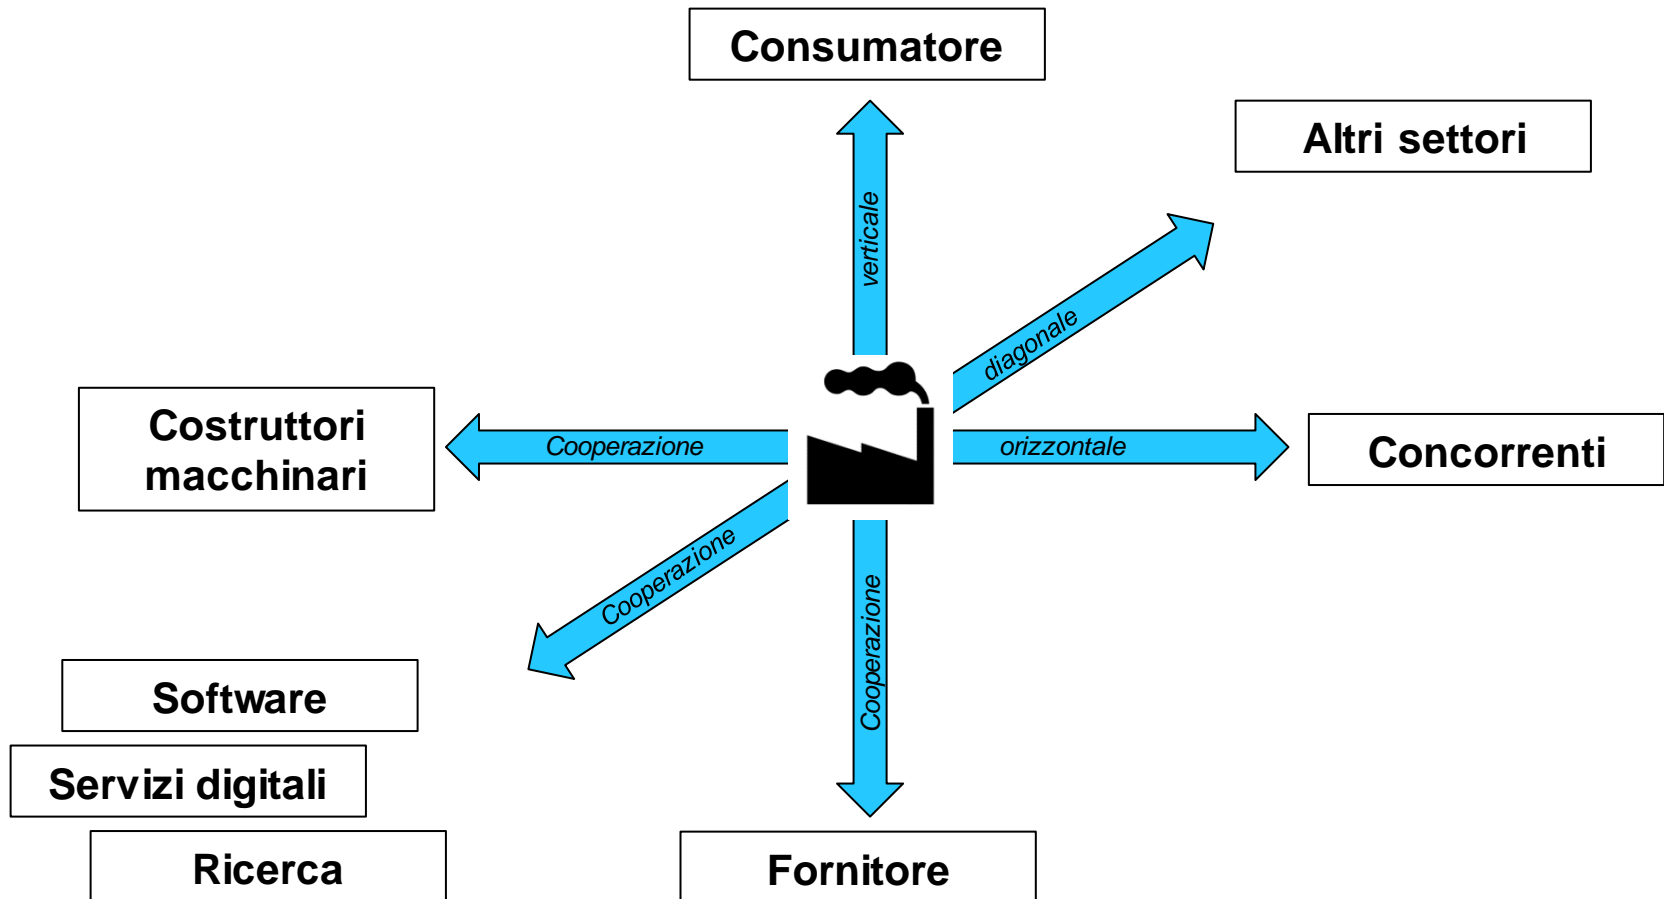 Consumatore
Altri settori
verticale
diagonale
Costruttori
macchinari
Cooperazione
orizzontale
Concorrenti
Cooperazione
Cooperazione
Software
Servizi digitali
Ricerca
Fornitore